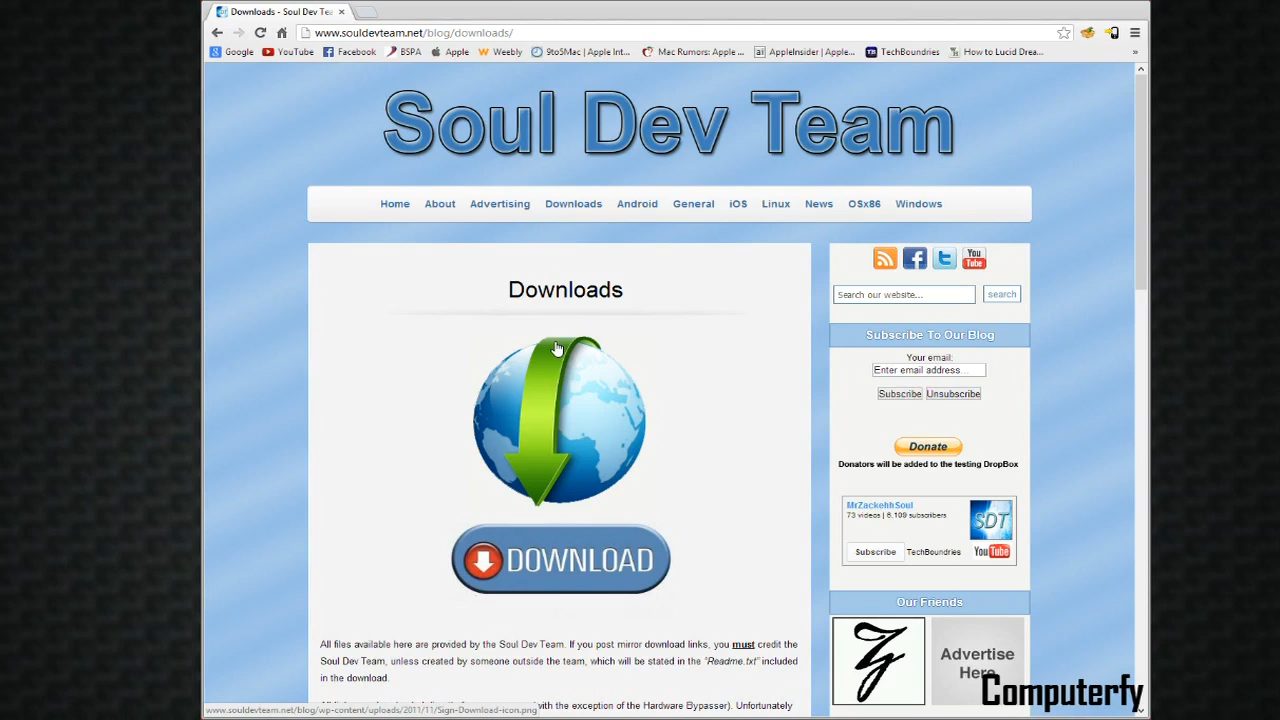 Downloads - Soul Dev Tea
www.souldevteam.net/blog/downloads/
Google YouTube Facebook BSPA Apple Weebly 9to5Mac | Apple Int... Mac Rumors: Apple ... AppleInsider | Apple... TechBoundries How to Lucid Drea... »
Soul Dev Team
Home About Advertising Downloads Android General iOS Linux News OSx86 Windows
Downloads
DOWNLOAD
All files available here are provided by the Soul Dev Team. If you post mirror download links, you must credit the
Soul Dev Team, unless created by someone outside the team, which will be stated in the "Readme.txt" included
in the download.
with the exception of the Hardware Bypasser). Unfortunately
www.souldevteam.net/blog/wp-content/uploads/2011/11/Sign-Download-icon.png
You
Tube
Search our website... search
Subscribe To Our Blog
Your email:
Enter email address...
Subscribe Unsubscribe
Donate
Donators will be added to the testing DropBox
MrZackehhSoul
73 videos | 6,109 subscribers
SDT
Subscribe TechBoundries YouTube
Our Friends
Advertise
Here
Computerfy